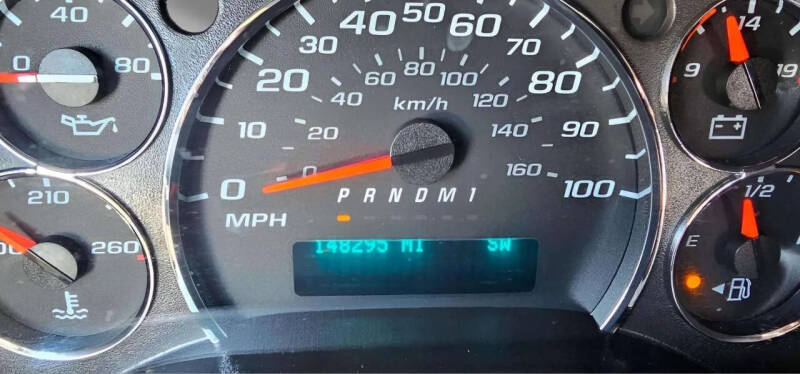 0 40 80
0 10 20 30 40 50 60 70 80 90 100
MPH
0 20 40 60 80 100 120 140 160
km/h
9 14 19
P R N D M 1
210 260
E 1/2
148295 MI SW